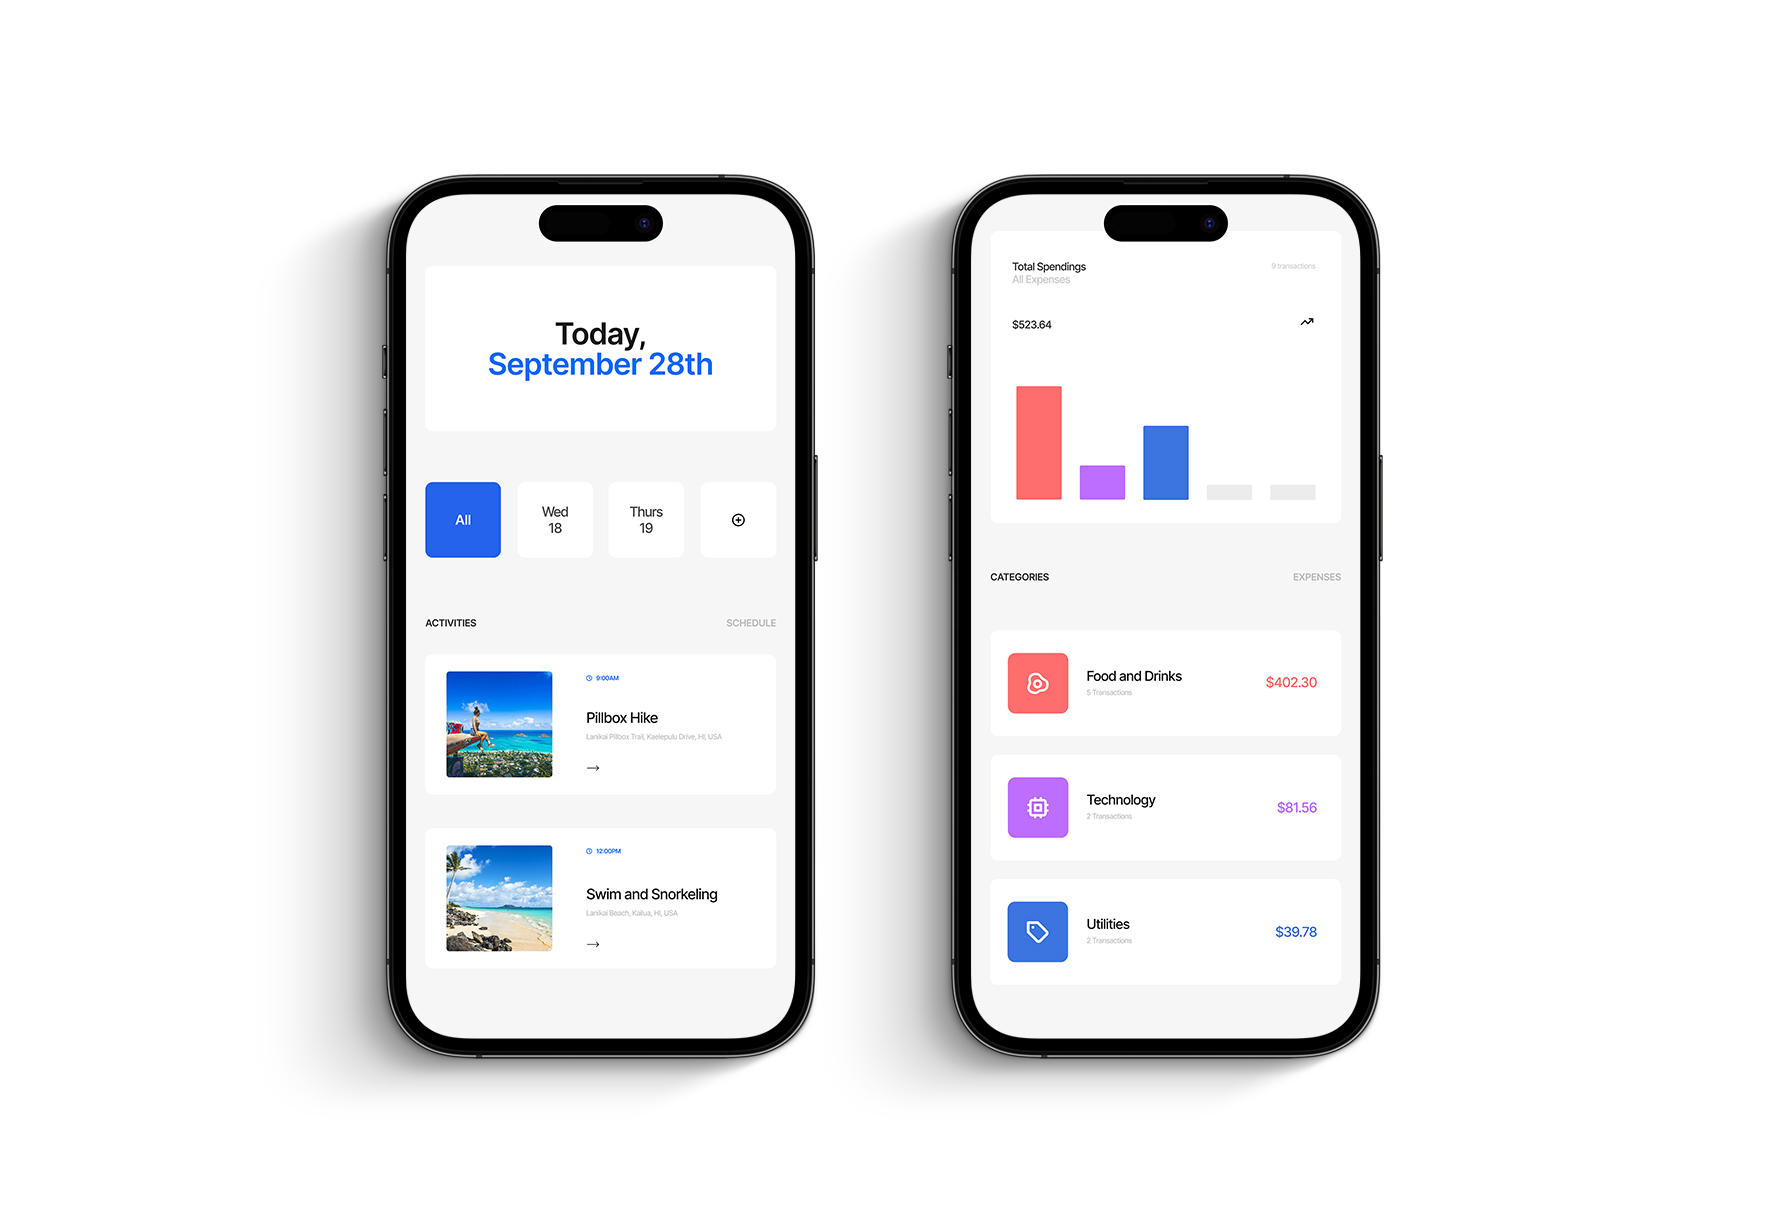 Today,
September 28th
All
Wed
18
Thurs
19
ACTIVITIES
SCHEDULE
9:00AM
Pillbox Hike
Lanikai Pillbox Trail, Kaelepulu Drive, HI, USA
12:00PM
Swim and Snorkeling
Lanikai Beach, Kailua, HI, USA
Total Spendings
9 transactions
All Expenses
$523.64
CATEGORIES
EXPENSES
Food and Drinks
5 Transactions
$402.30
Technology
2 Transactions
$81.56
Utilities
2 Transactions
$39.78